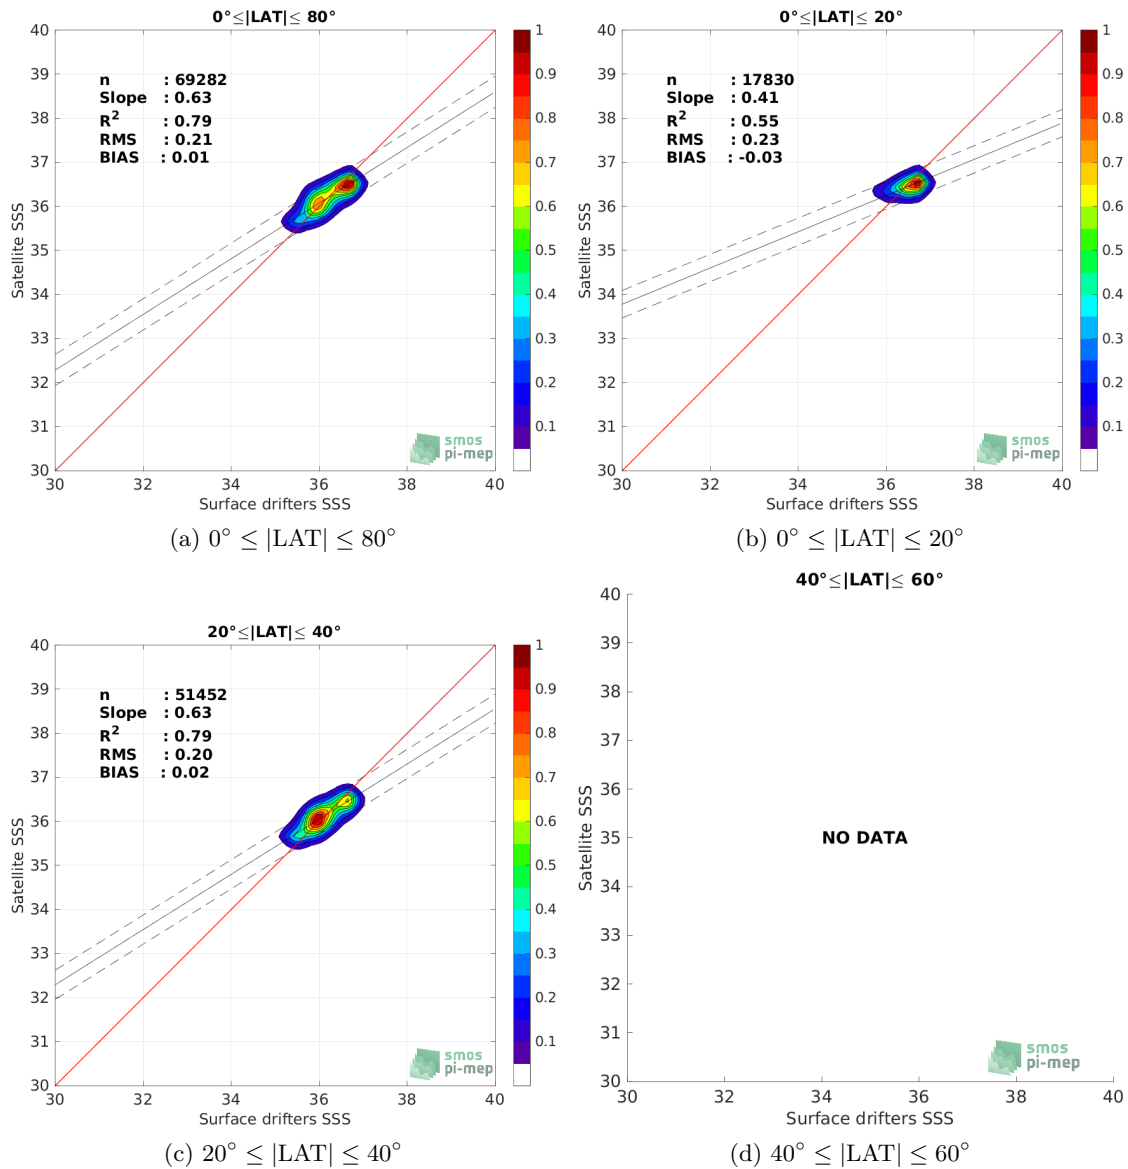 0°≤|LAT|≤ 80°
n : 69282
Slope : 0.63
R² : 0.79
RMS : 0.21
BIAS : 0.01
40
39
38
37
36
35
34
33
32
31
30
Satellite SSS
30 32 34 36 38 40
Surface drifters SSS
1
0.9
0.8
0.7
0.6
0.5
0.4
0.3
0.2
0.1
smos
pi-mep
(a) 0° ≤ |LAT| ≤ 80°
0°≤|LAT|≤ 20°
n : 17830
Slope : 0.41
R² : 0.55
RMS : 0.23
BIAS : -0.03
40
39
38
37
36
35
34
33
32
31
30
Satellite SSS
30 32 34 36 38 40
Surface drifters SSS
1
0.9
0.8
0.7
0.6
0.5
0.4
0.3
0.2
0.1
smos
pi-mep
(b) 0° ≤ |LAT| ≤ 20°
20°≤|LAT|≤ 40°
n : 51452
Slope : 0.63
R² : 0.79
RMS : 0.20
BIAS : 0.02
40
39
38
37
36
35
34
33
32
31
30
Satellite SSS
30 32 34 36 38 40
Surface drifters SSS
1
0.9
0.8
0.7
0.6
0.5
0.4
0.3
0.2
0.1
smos
pi-mep
(c) 20° ≤ |LAT| ≤ 40°
40°≤|LAT|≤ 60°
40
39
38
37
36
35
34
33
32
31
30
Satellite SSS
NO DATA
30 32 34 36 38 40
Surface drifters SSS
smos
pi-mep
(d) 40° ≤ |LAT| ≤ 60°